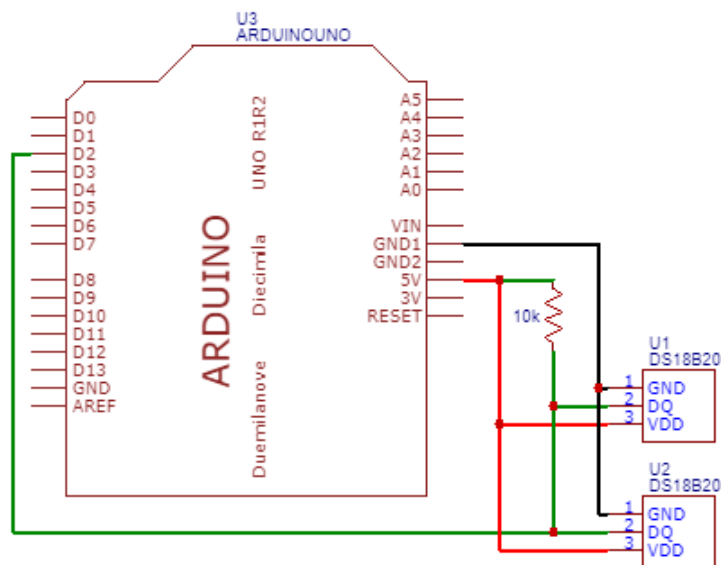 U3
ARDUINOUNO
D0
D1
D2
D3
D4
D5
D6
D7
D8
D9
D10
D11
D12
D13
GND
AREF
UNO R1R2
ARDUINO
Diecimila
Duemilanove
A5
A4
A3
A2
A1
A0
VIN
GND1
GND2
5V
3V
RESET
10k
U1
DS18B20
1 GND
2 DQ
3 VDD
U2
DS18B20
1 GND
2 DQ
3 VDD